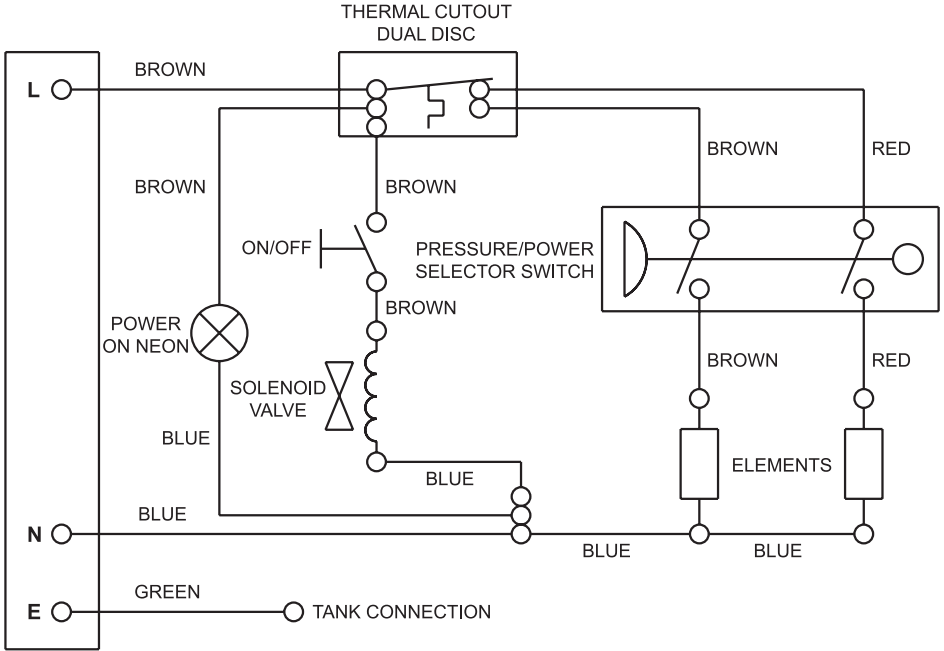 THERMAL CUTOUT
DUAL DISC
L
BROWN
BROWN
RED
BROWN
BROWN
ON/OFF
PRESSURE/POWER
SELECTOR SWITCH
BROWN
POWER
ON NEON
BROWN
RED
SOLENOID
VALVE
BLUE
ELEMENTS
BLUE
N
BLUE
BLUE
BLUE
E
GREEN
TANK CONNECTION